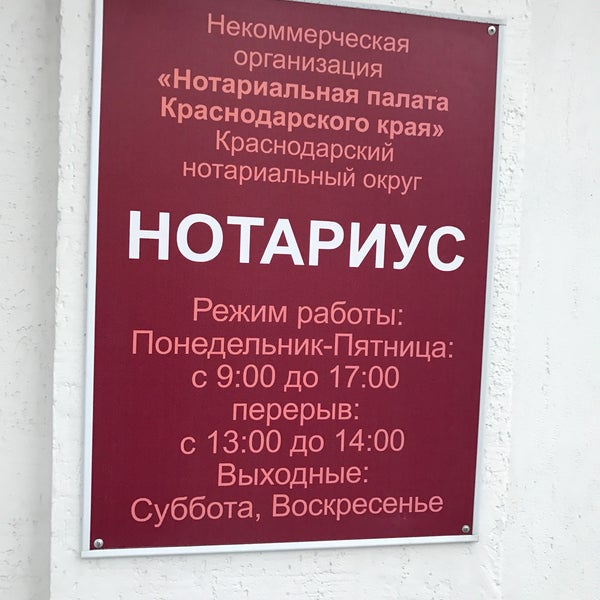 Некоммерческая
организация
«Нотариальная палата
Краснодарского края»
Краснодарский
нотариальный округ
НОТАРИУС
Режим работы:
Понедельник-Пятница:
с 9:00 до 17:00
перерыв:
с 13:00 до 14:00
Выходные:
Суббота, Воскресенье